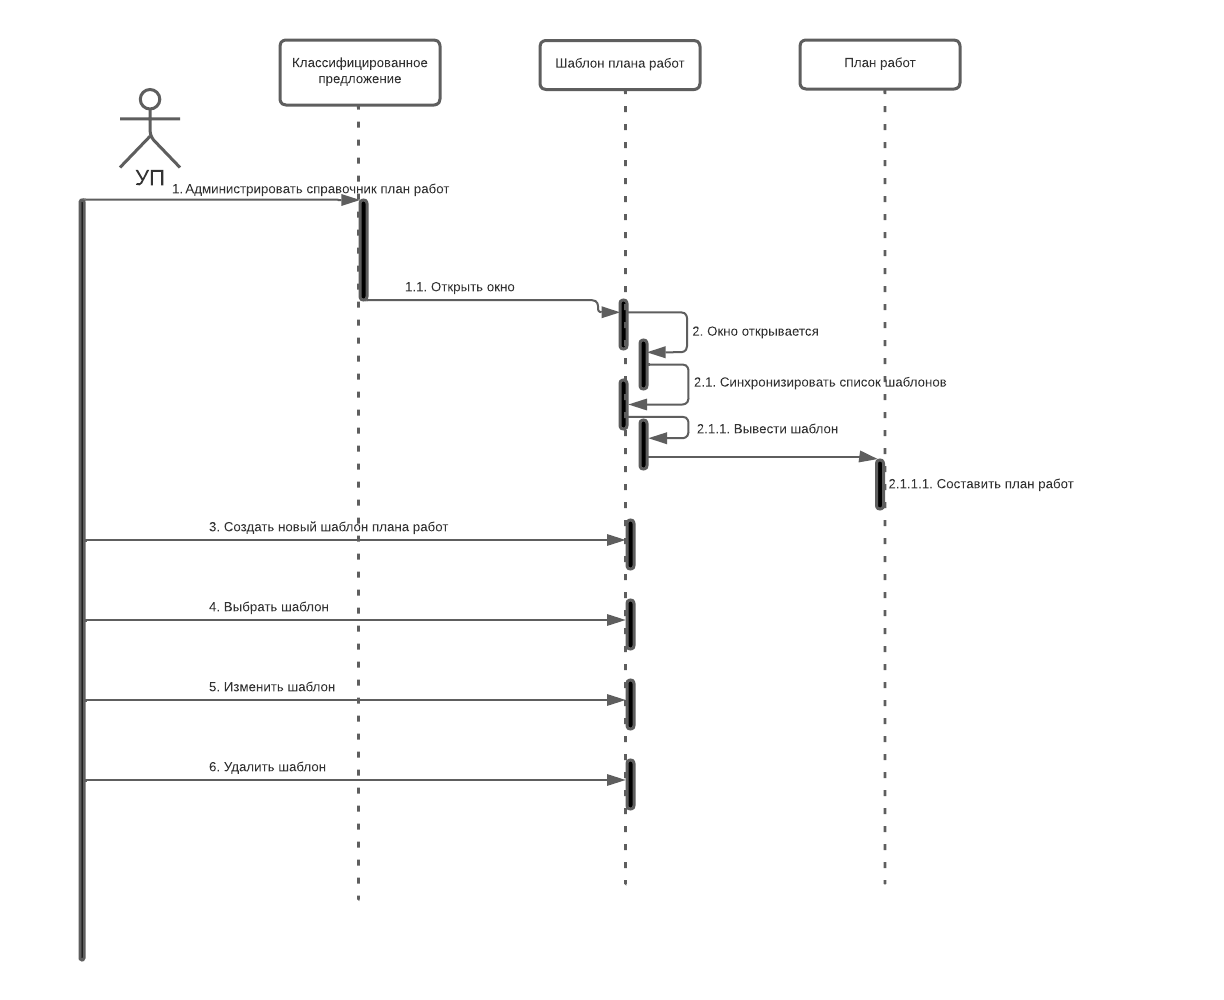 Классифицированное
предложение
Шаблон плана работ
План работ
УП
1. Администрировать справочник план работ
1.1. Открыть окно
2. Окно открывается
2.1. Синхронизировать список шаблонов
2.1.1. Вывести шаблон
2.1.1.1. Составить план работ
3. Создать новый шаблон плана работ
4. Выбрать шаблон
5. Изменить шаблон
6. Удалить шаблон